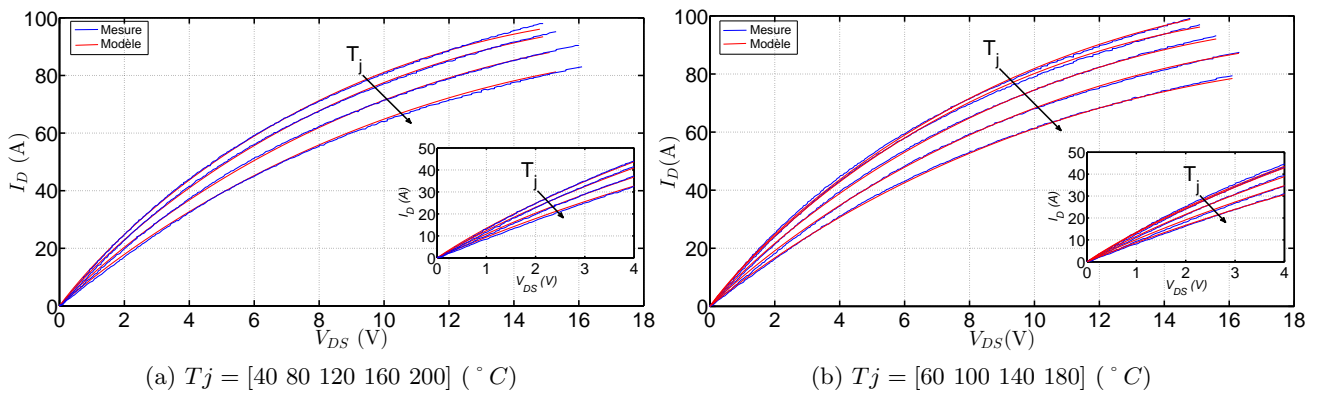 Mesure
Modèle
T_j
I_D (A)
100
80
60
40
20
0
0 2 4 6 8 10 12 14 16 18
V_DS (V)
T_j
I_D (A)
50
40
30
20
10
0
0 1 2 3 4
V_DS (V)
(a) Tj = [40 80 120 160 200] (°C)
Mesure
Modèle
T_j
I_D(A)
100
80
60
40
20
0
0 2 4 6 8 10 12 14 16 18
V_DS(V)
T_j
I_D (A)
50
40
30
20
10
0
0 1 2 3 4
V_DS (V)
(b) Tj = [60 100 140 180] (°C)